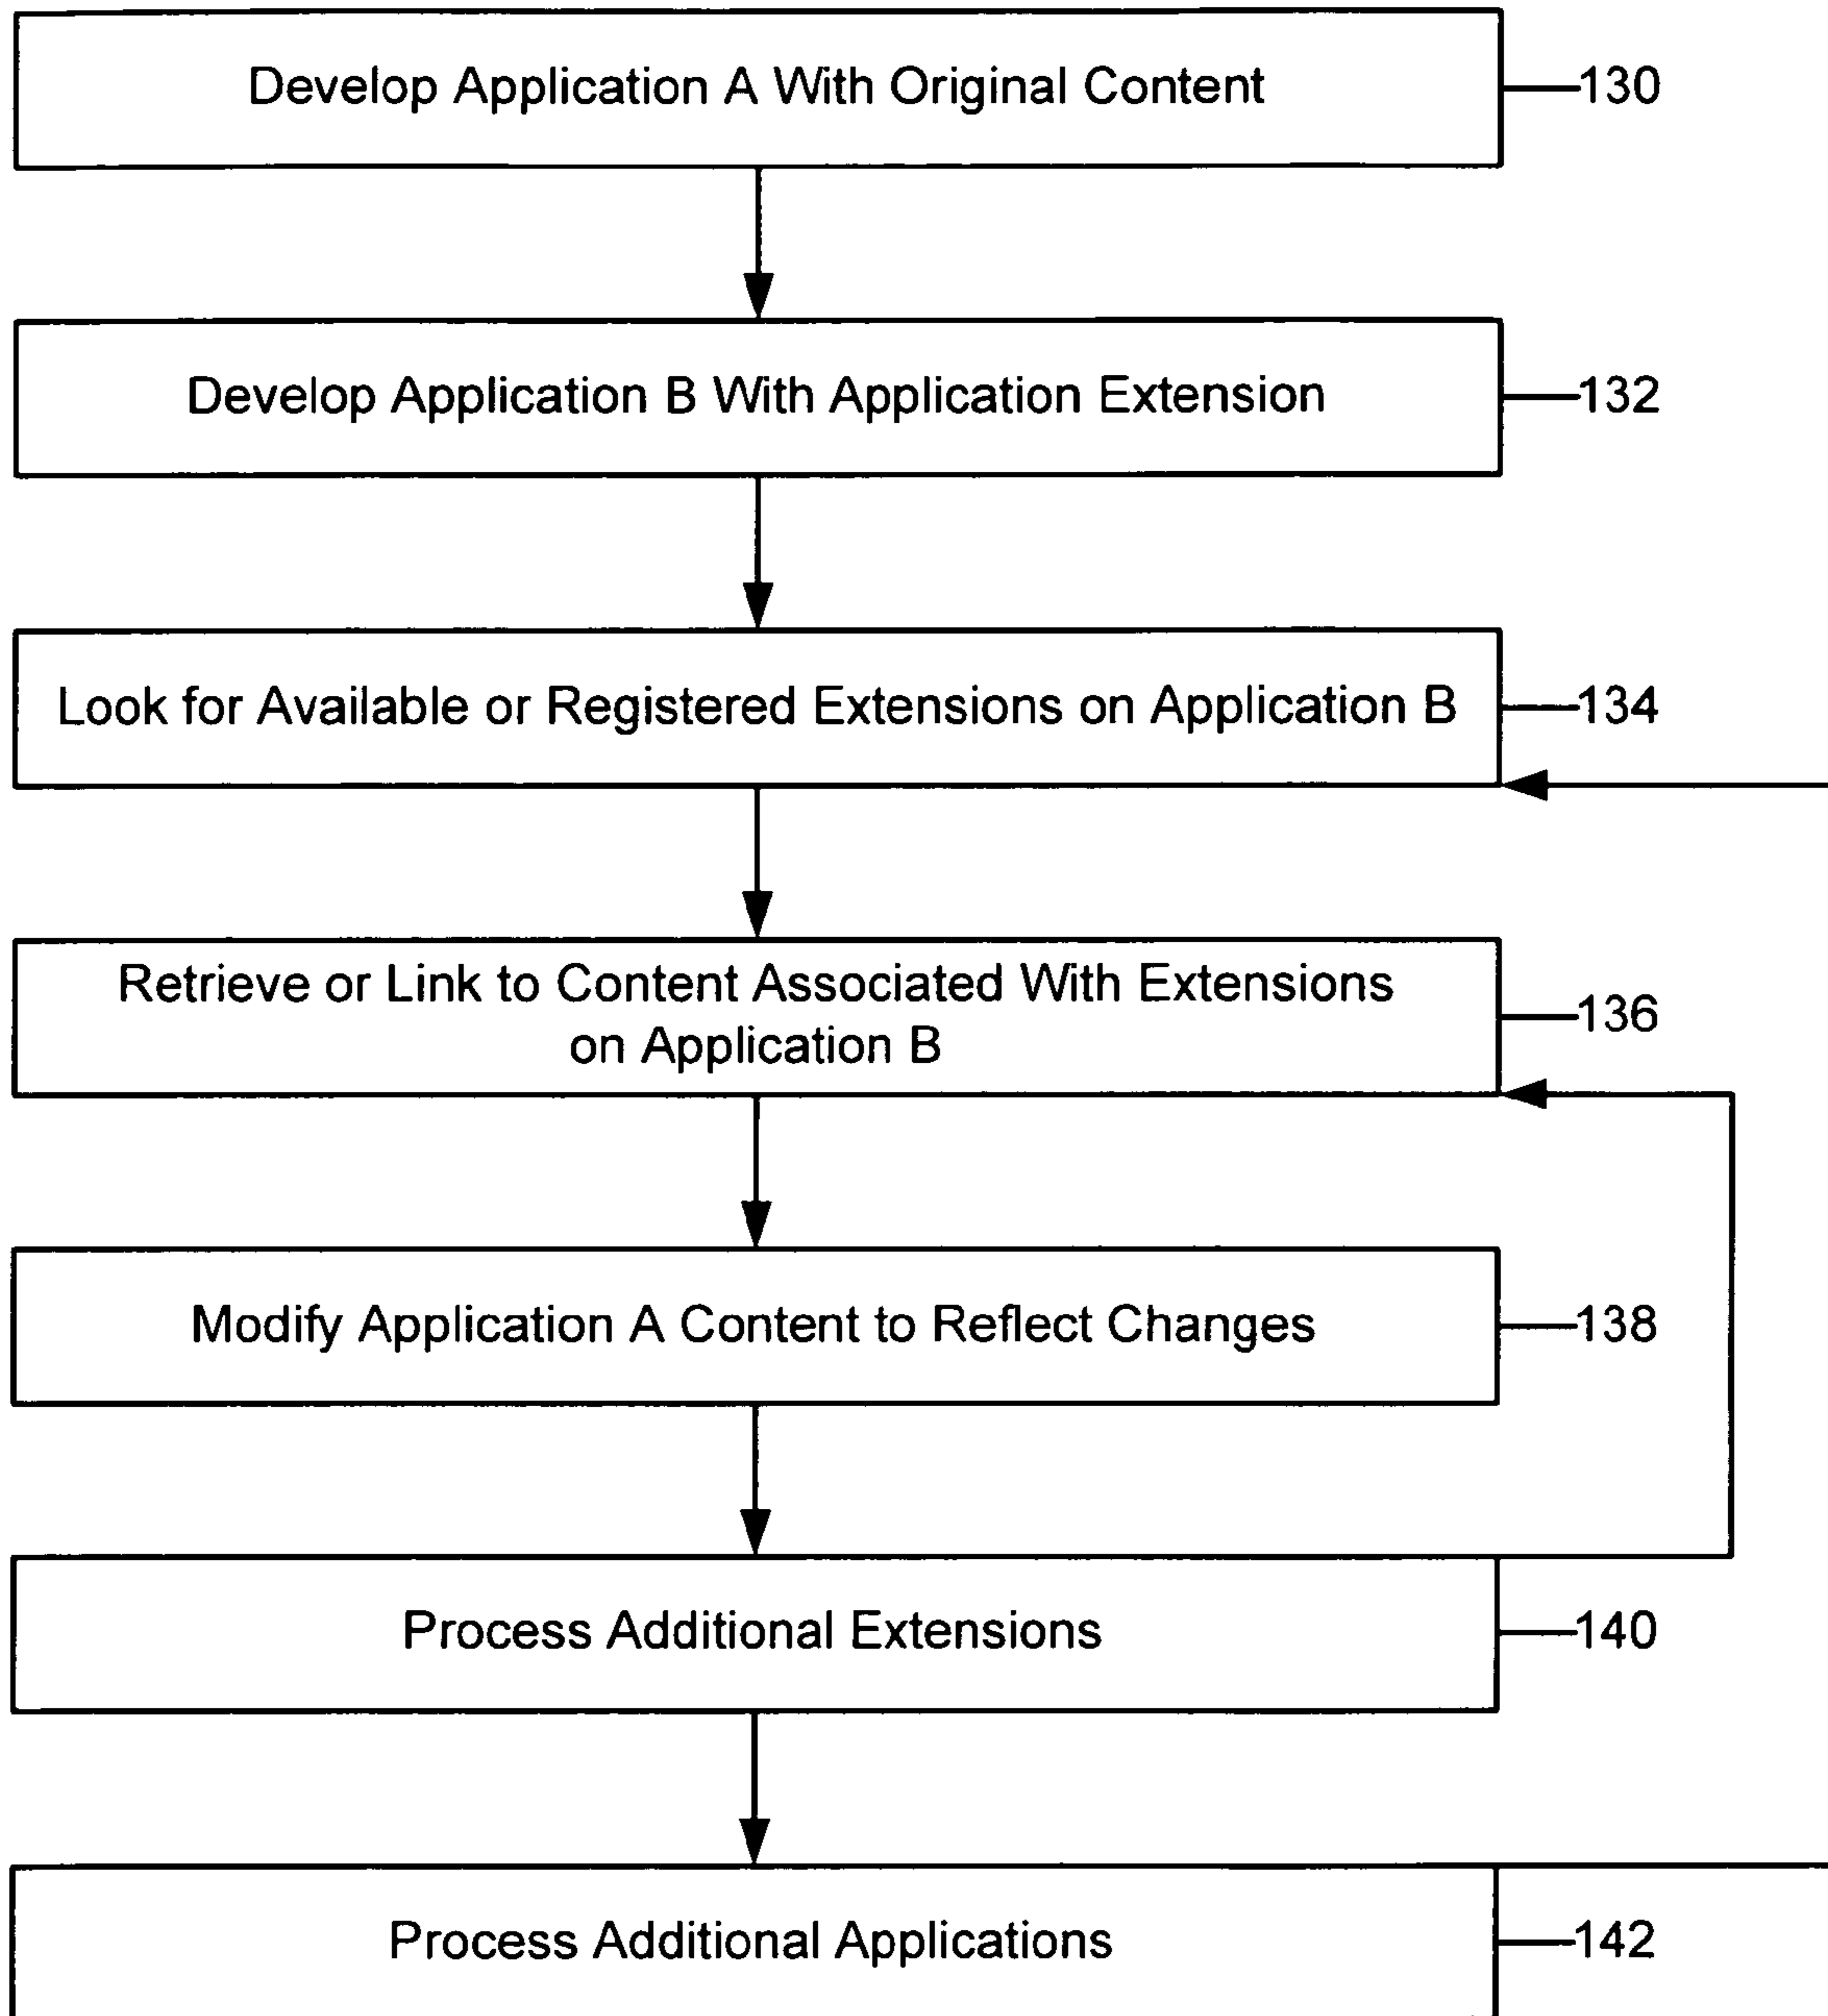 Develop Application A With Original Content
130
Develop Application B With Application Extension
132
Look for Available or Registered Extensions on Application B
134
Retrieve or Link to Content Associated With Extensions
on Application B
136
Modify Application A Content to Reflect Changes
138
Process Additional Extensions
140
Process Additional Applications
142